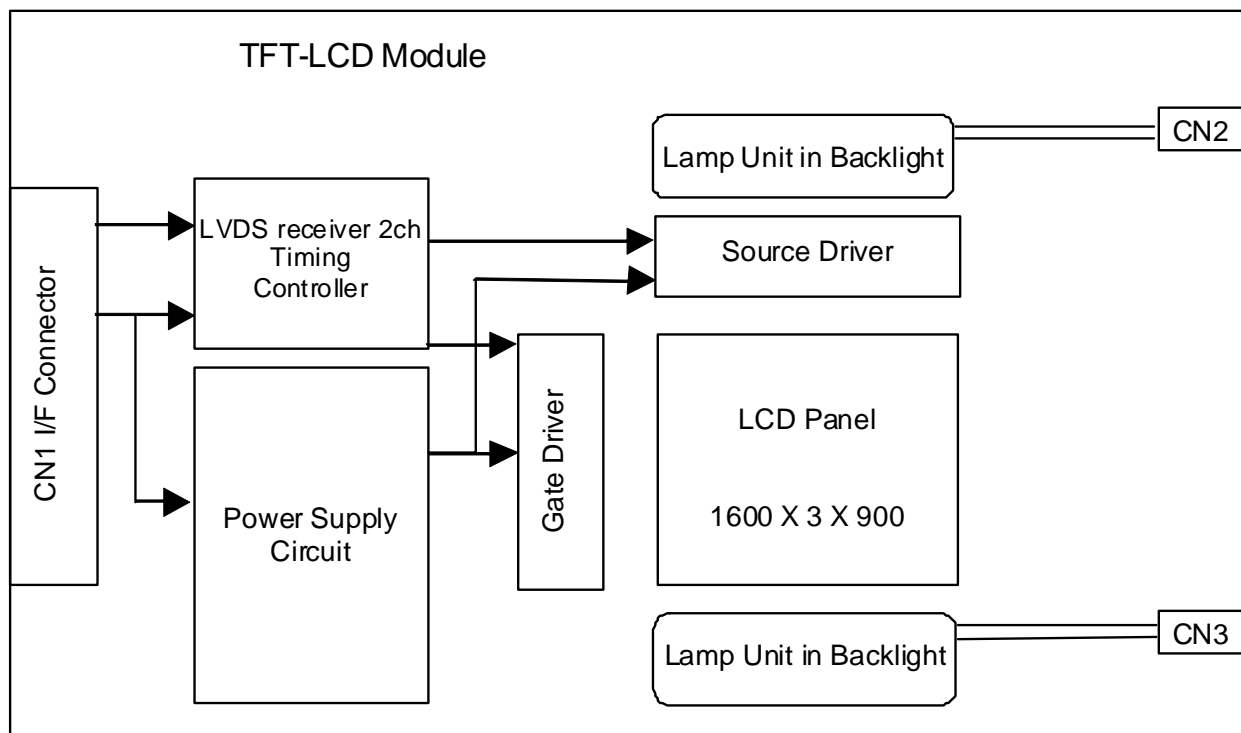 TFT-LCD Module
Lamp Unit in Backlight
CN2
CN1 I/F Connector
LVDS receiver 2ch
Timing
Controller
Source Driver
Power Supply
Circuit
Gate Driver
LCD Panel
1600 X 3 X 900
Lamp Unit in Backlight
CN3